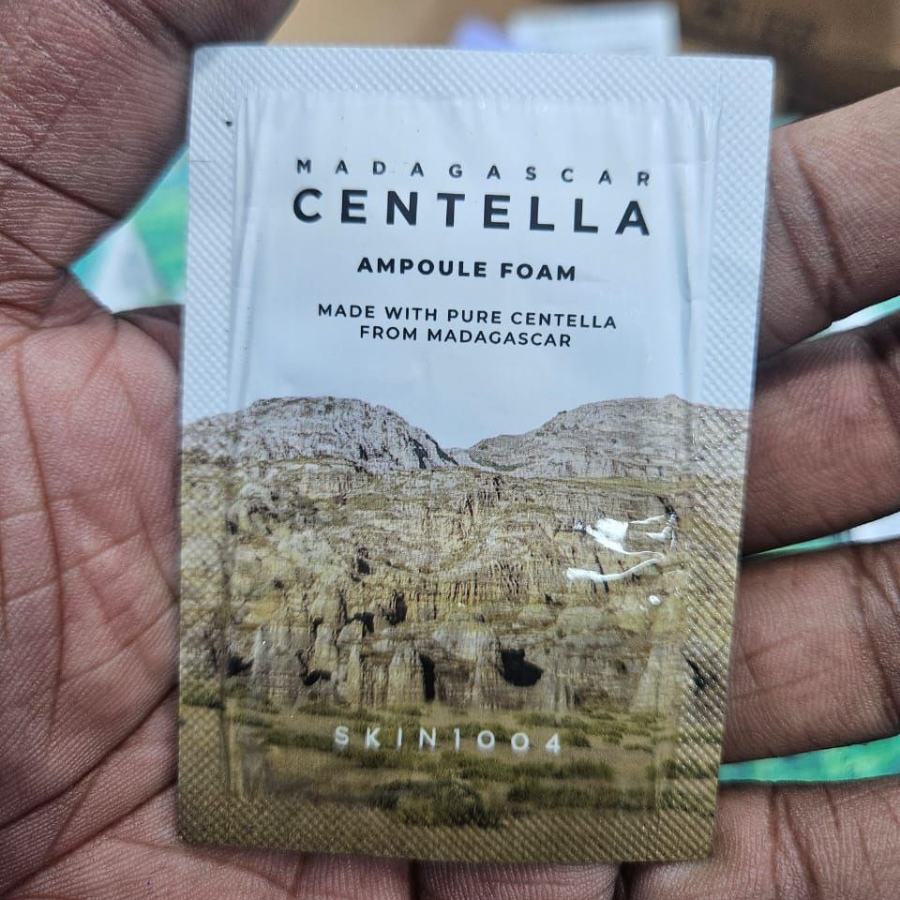 MADAGASCAR
CENTELLA
AMPOULE FOAM
MADE WITH PURE CENTELLA
FROM MADAGASCAR
SKIN1004